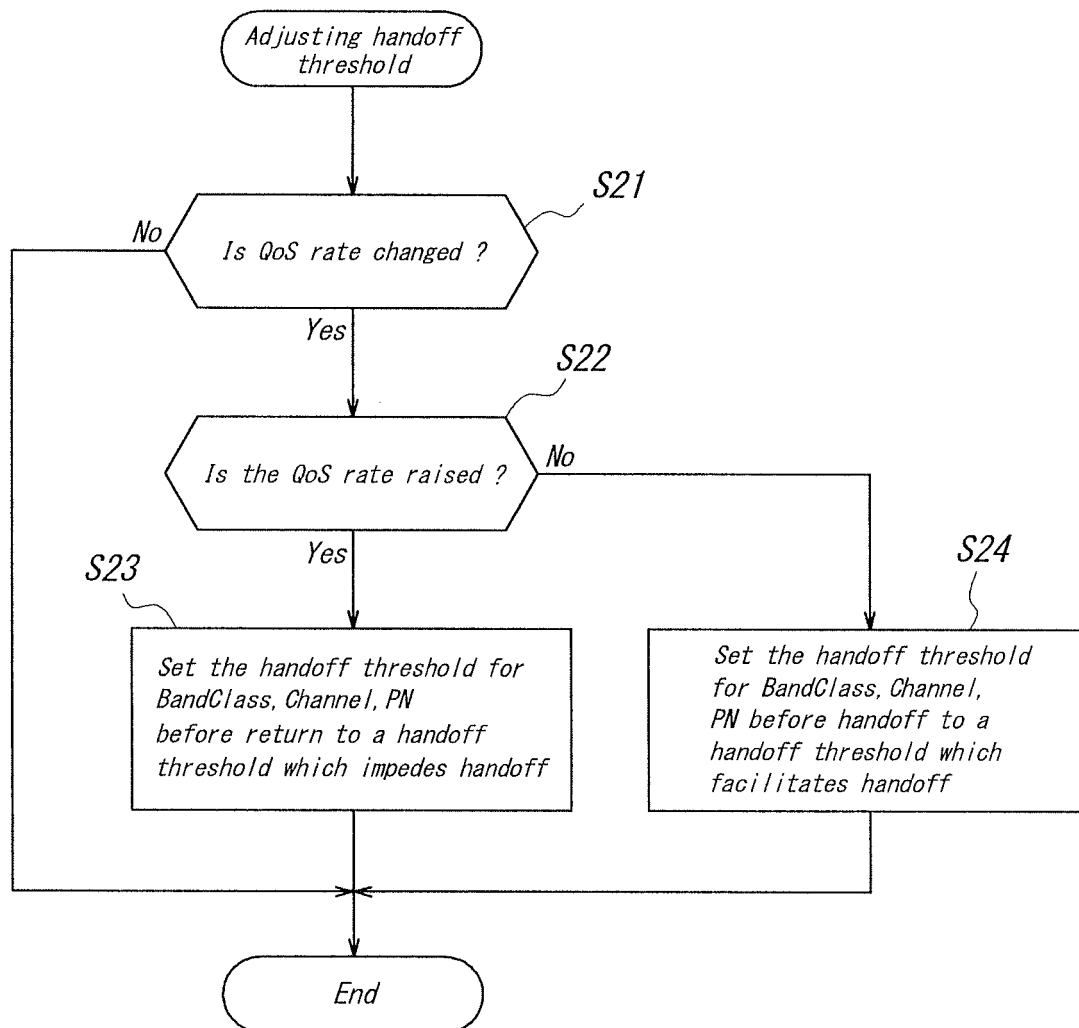 Adjusting handoff
threshold
S21
No
Is QoS rate changed ?
Yes
S22
Is the QoS rate raised ?
No
Yes
S23
S24
Set the handoff threshold for
BandClass, Channel, PN
before return to a handoff
threshold which impedes handoff
Set the handoff threshold
for BandClass, Channel,
PN before handoff to a
handoff threshold which
facilitates handoff
End